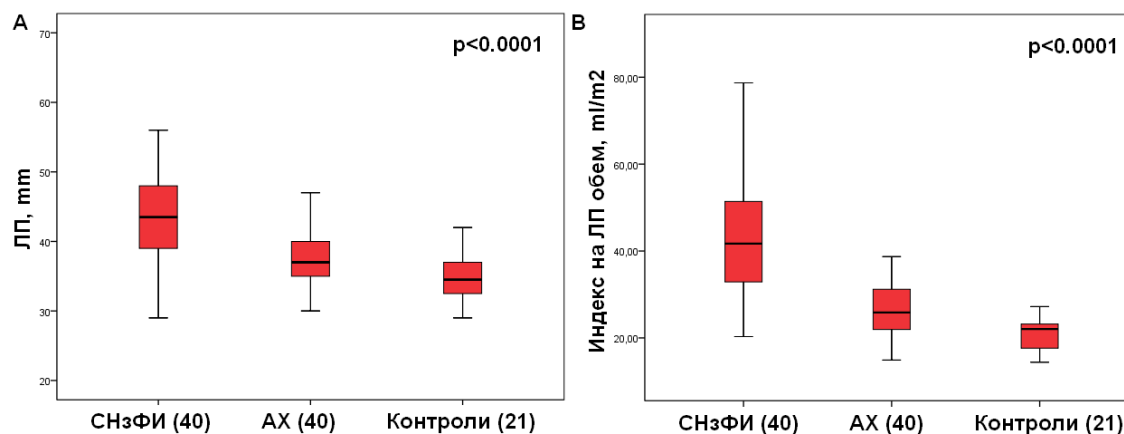 A
p<0.0001
ЛП, mm
70
60
50
40
30
20
СНзФИ (40)
АХ (40)
Контроли (21)
B
p<0.0001
Индекс на ЛП обем, ml/m2
80,00
60,00
40,00
20,00
СНзФИ (40)
АХ (40)
Контроли (21)